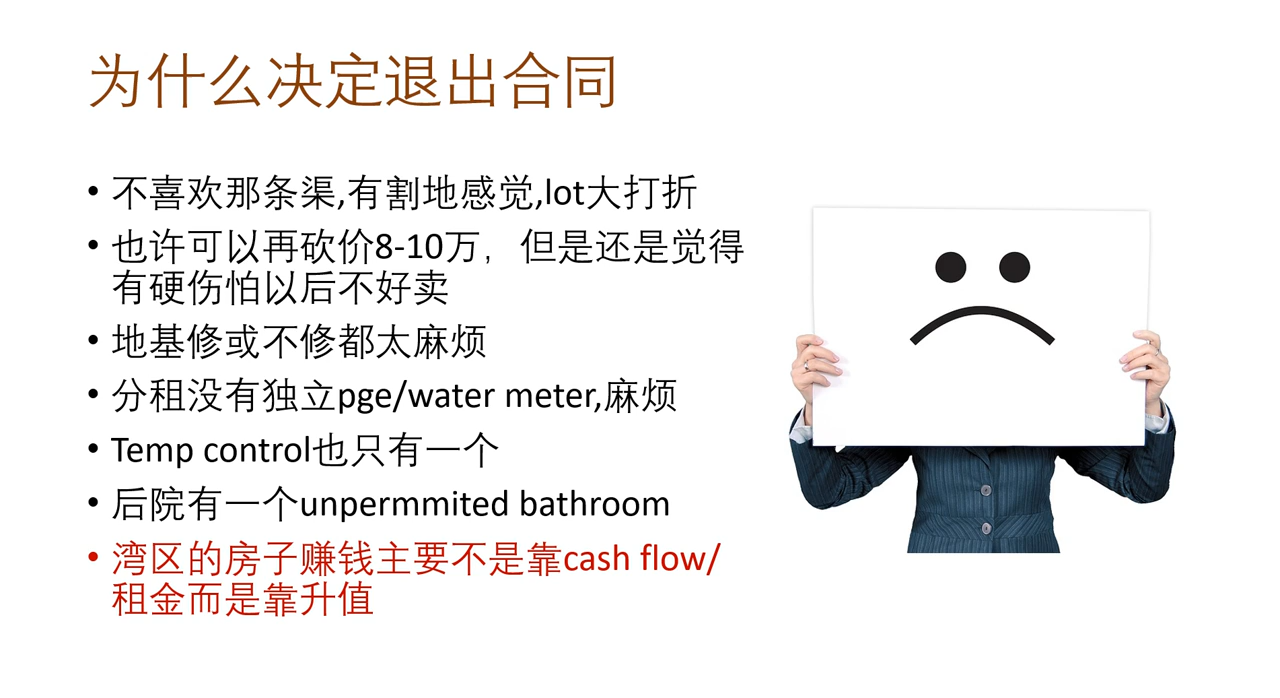 为什么决定退出合同
• 不喜欢那条渠,有割地感觉,lot大打折
• 也许可以再砍价8-10万，但是还是觉得
有硬伤怕以后不好卖
• 地基修或不修都太麻烦
• 分租没有独立pge/water meter,麻烦
• Temp control也只有一个
• 后院有一个unpermmited bathroom
• 湾区的房子赚钱主要不是靠cash flow/
租金而是靠升值